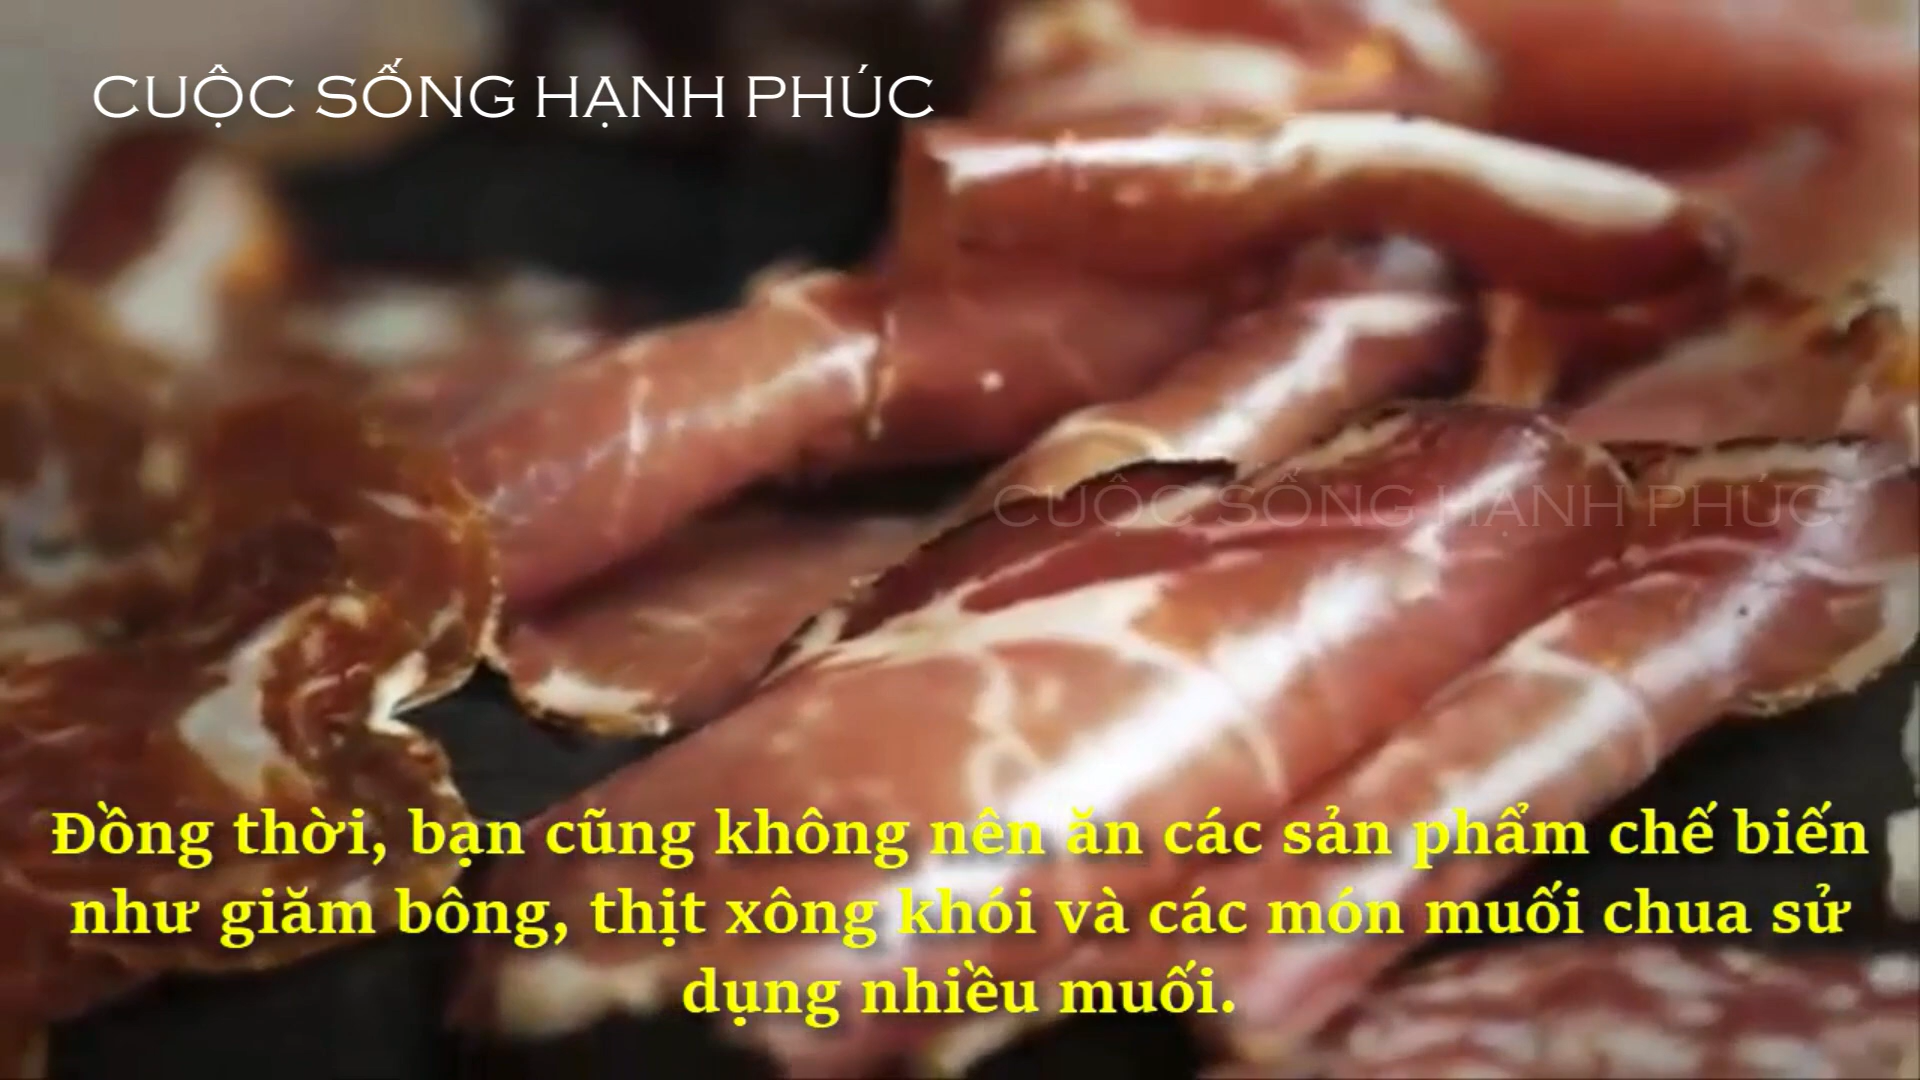 CUỘC SỐNG HẠNH PHÚC
CUỘC SỐNG HẠNH PHÚC
Đồng thời, bạn cũng không nên ăn các sản phẩm chế biến
như giăm bông, thịt xông khói và các món muối chua sử
dụng nhiều muối.